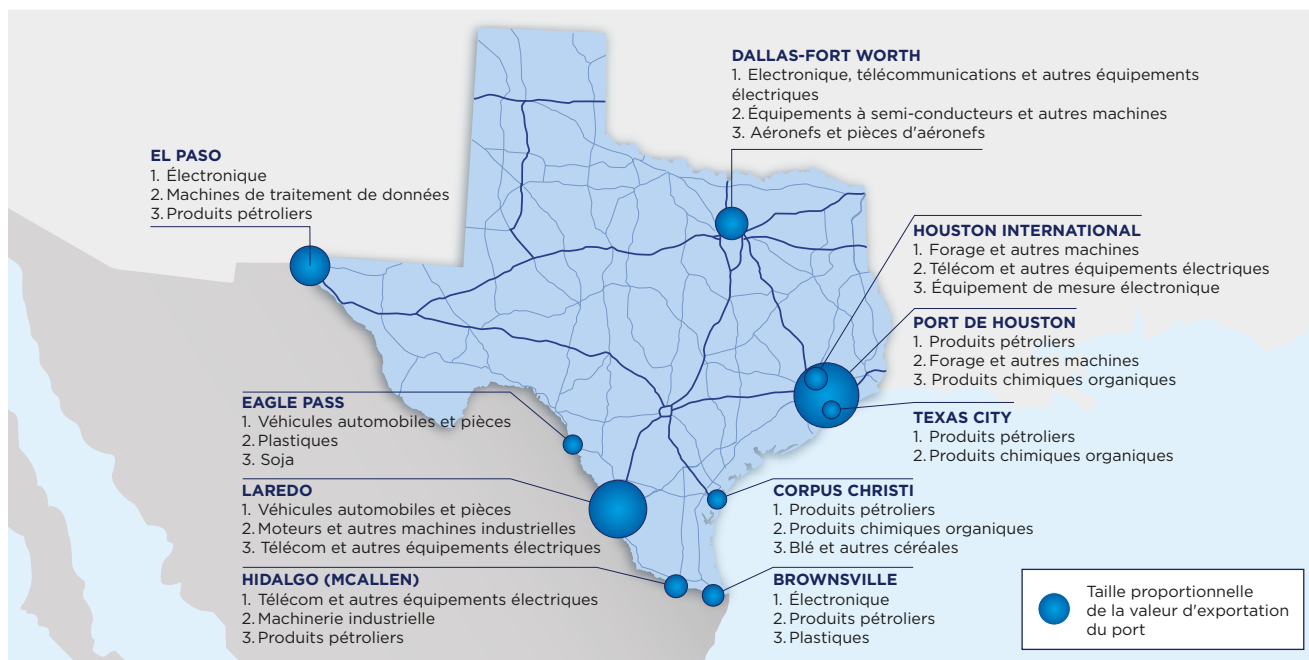 DALLAS-FORT WORTH
1. Electronique, télécommunications et autres équipements
électriques
2. Équipements à semi-conducteurs et autres machines
3. Aéronefs et pièces d'aéronefs
EL PASO
1. Électronique
2. Machines de traitement de données
3. Produits pétroliers
HOUSTON INTERNATIONAL
1. Forage et autres machines
2. Télécom et autres équipements électriques
3. Équipement de mesure électronique
PORT DE HOUSTON
1. Produits pétroliers
2. Forage et autres machines
3. Produits chimiques organiques
TEXAS CITY
1. Produits pétroliers
2. Produits chimiques organiques
EAGLE PASS
1. Véhicules automobiles et pièces
2. Plastiques
3. Soja
LAREDO
1. Véhicules automobiles et pièces
2. Moteurs et autres machines industrielles
3. Télécom et autres équipements électriques
CORPUS CHRISTI
1. Produits pétroliers
2. Produits chimiques organiques
3. Blé et autres céréales
HIDALGO (MCALLEN)
1. Télécom et autres équipements électriques
2. Machinerie industrielle
3. Produits pétroliers
BROWNSVILLE
1. Électronique
2. Produits pétroliers
3. Plastiques
Taille proportionnelle
de la valeur d'exportation
du port